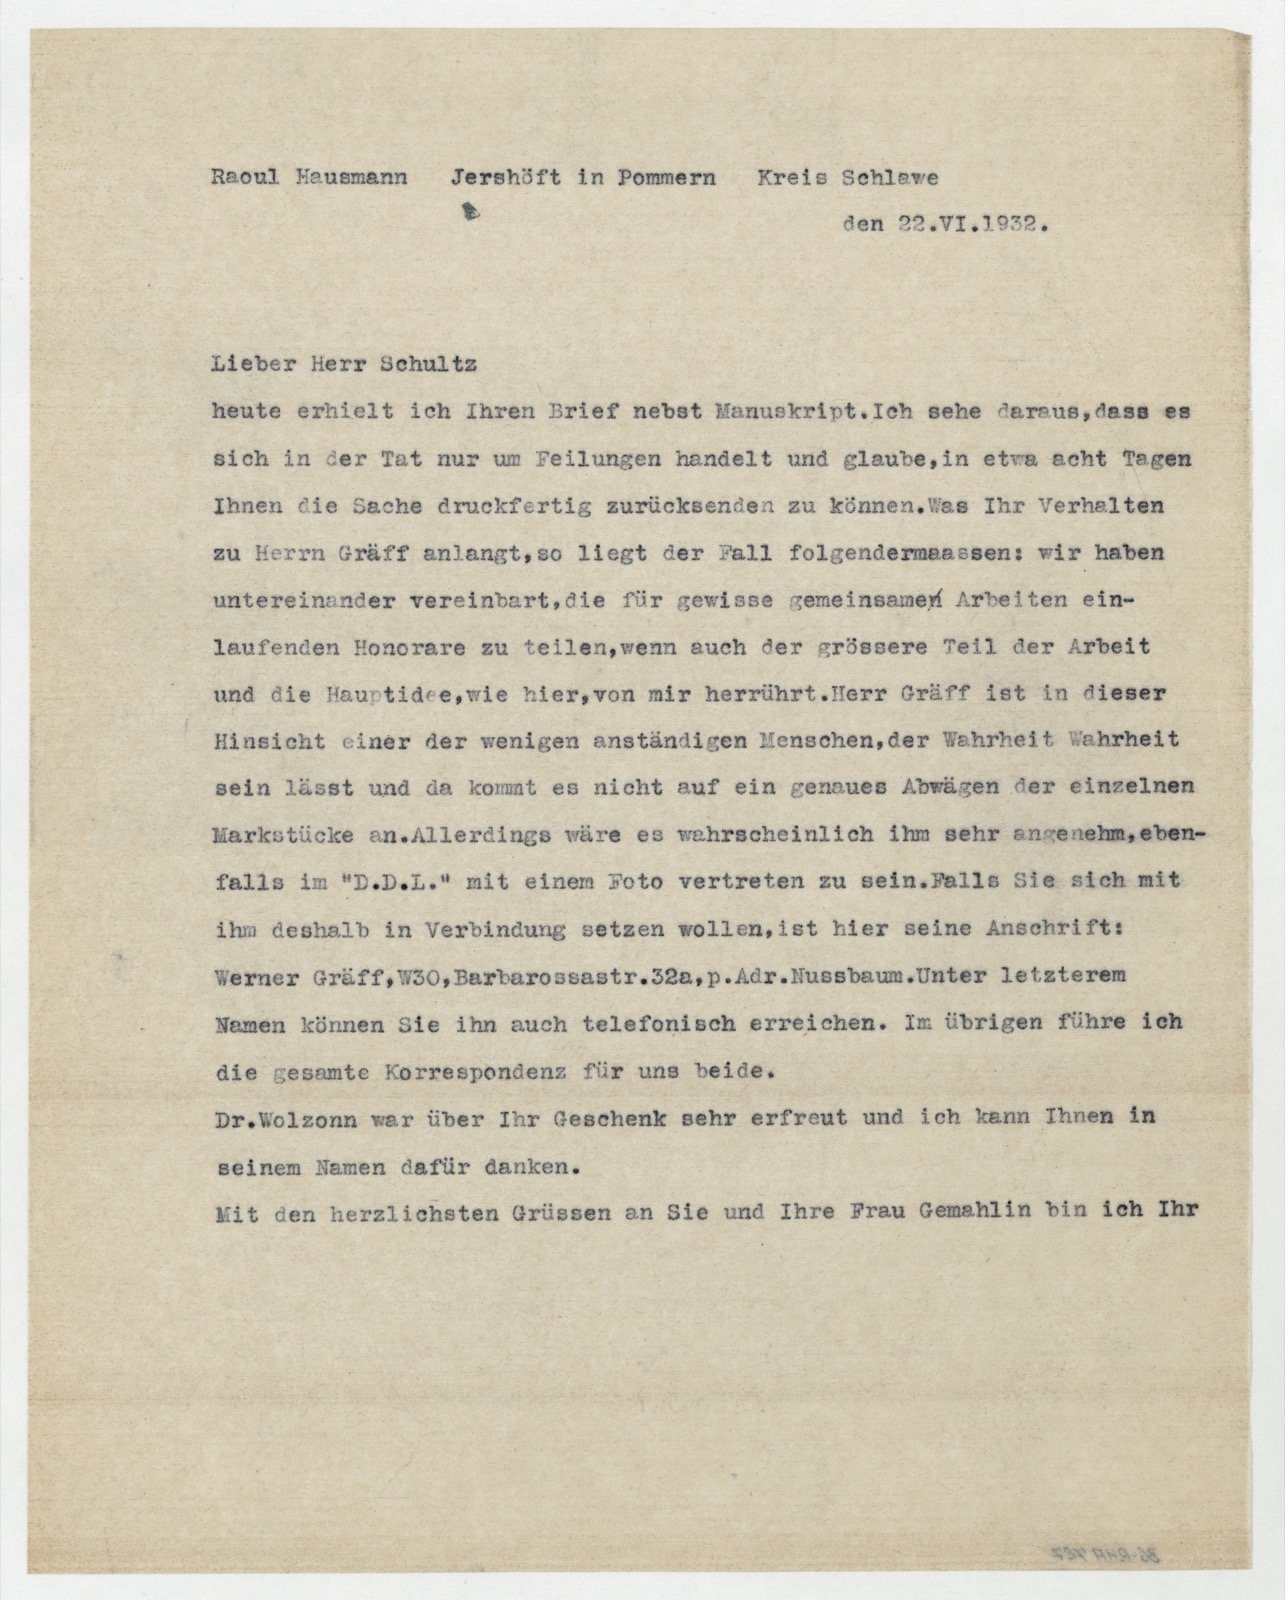 Raoul Hausmann   Jershöft in Pommern   Kreis Schlawe
den 22.VI.1932.
Lieber Herr Schultz
heute erhielt ich Ihren Brief nebst Manuskript.Ich sehe daraus,dass es
sich in der Tat nur um Feilungen handelt und glaube,in etwa acht Tagen
Ihnen die Sache druckfertig zurücksenden zu können.Was Ihr Verhalten
zu Herrn Gräff anlangt,so liegt der Fall folgendermaassen: wir haben
untereinander vereinbart,die für gewisse gemeinsame Arbeiten ein-
laufenden Honorare zu teilen,wenn auch der grössere Teil der Arbeit
und die Hauptidee,wie hier,von mir herrührt.Herr Gräff ist in dieser
Hinsicht einer der wenigen anständigen Menschen,der Wahrheit Wahrheit
sein lässt und da kommt es nicht auf ein genaues Abwägen der einzelnen
Markstücke an.Allerdings wäre es wahrscheinlich ihm sehr angenehm,eben-
falls im "D.D.L." mit einem Foto vertreten zu sein.Falls Sie sich mit
ihm deshalb in Verbindung setzen wollen,ist hier seine Anschrift:
Werner Gräff,W30,Barbarossastr.32a,p.Adr.Nussbaum.Unter letzterem
Namen können Sie ihn auch telefonisch erreichen. Im übrigen führe ich
die gesamte Korrespondenz für uns beide.
Dr.Wolzonn war über Ihr Geschenk sehr erfreut und ich kann Ihnen in
seinem Namen dafür danken.
Mit den herzlichsten Grüssen an Sie und Ihre Frau Gemahlin bin ich Ihr